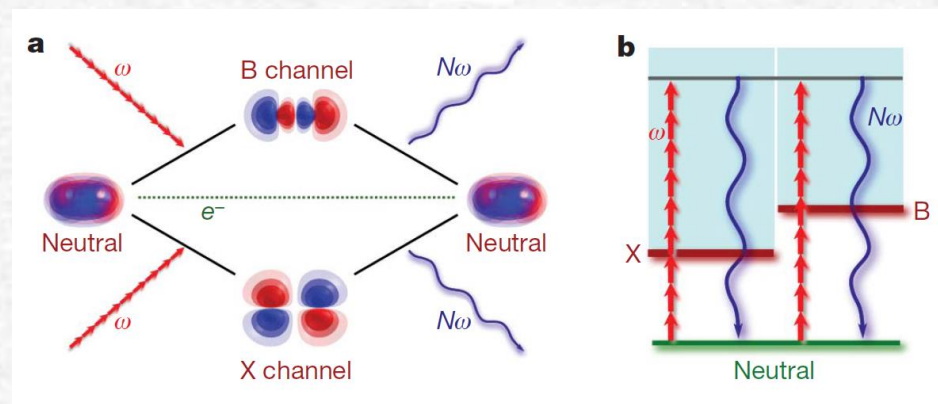 a
ω
B channel
Nω
Neutral
e⁻
Neutral
ω
X channel
Nω
b
ω
Nω
X
B
Neutral